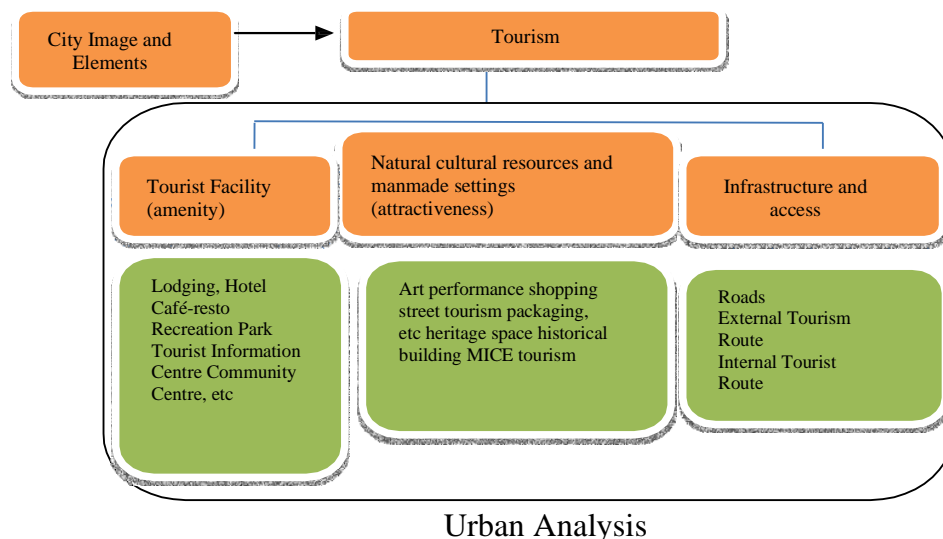 City Image and
Elements
Tourism
Tourist Facility
(amenity)
Natural cultural resources and
manmade settings
(attractiveness)
Infrastructure and
access
Lodging, Hotel
Café-resto
Recreation Park
Tourist Information
Centre Community
Centre, etc
Art performance shopping
street tourism packaging,
etc heritage space historical
building MICE tourism
Roads
External Tourism
Route
Internal Tourist
Route
Urban Analysis